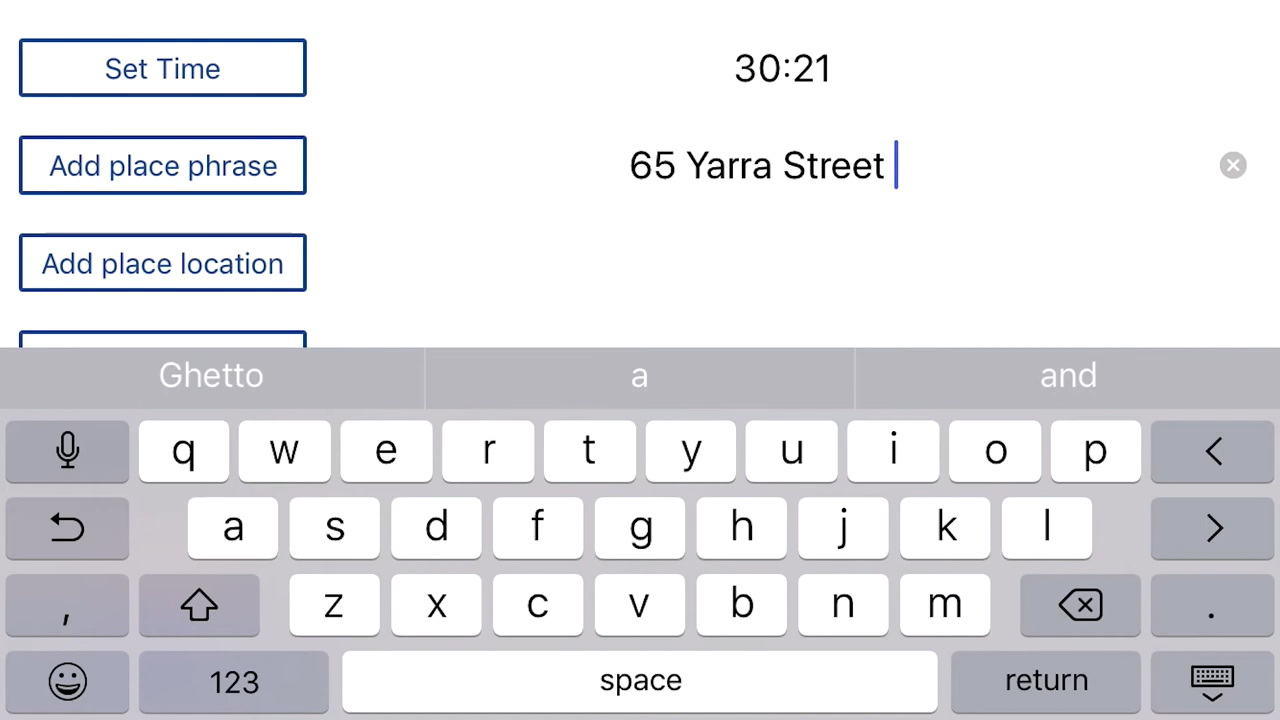 Set Time 30:21
Add place phrase 65 Yarra Street
Add place location
Ghetto a and
q w e r t y u i o p <
a s d f g h j k l >
, z x c v b n m .
123 space return